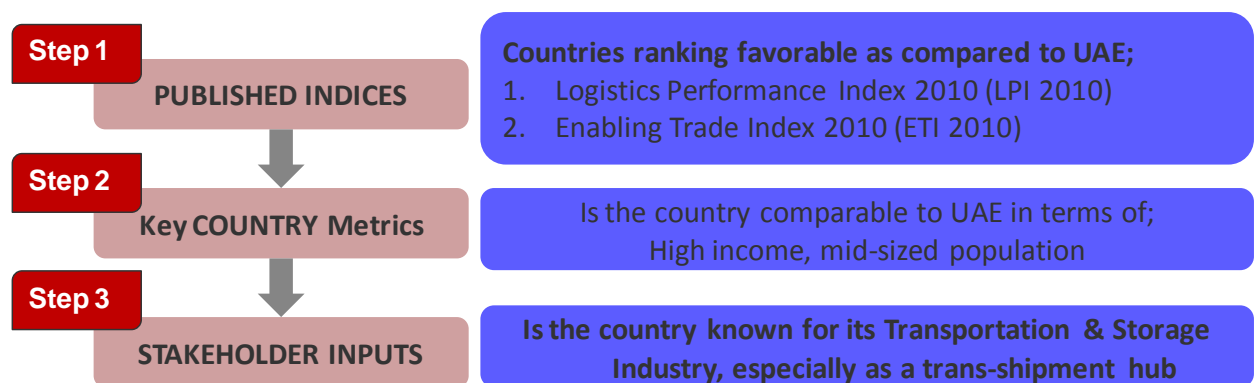 Step 1
PUBLISHED INDICES
Countries ranking favorable as compared to UAE;
1. Logistics Performance Index 2010 (LPI 2010)
2. Enabling Trade Index 2010 (ETI 2010)
Step 2
Key COUNTRY Metrics
Is the country comparable to UAE in terms of;
High income, mid-sized population
Step 3
STAKEHOLDER INPUTS
Is the country known for its Transportation & Storage
Industry, especially as a trans-shipment hub